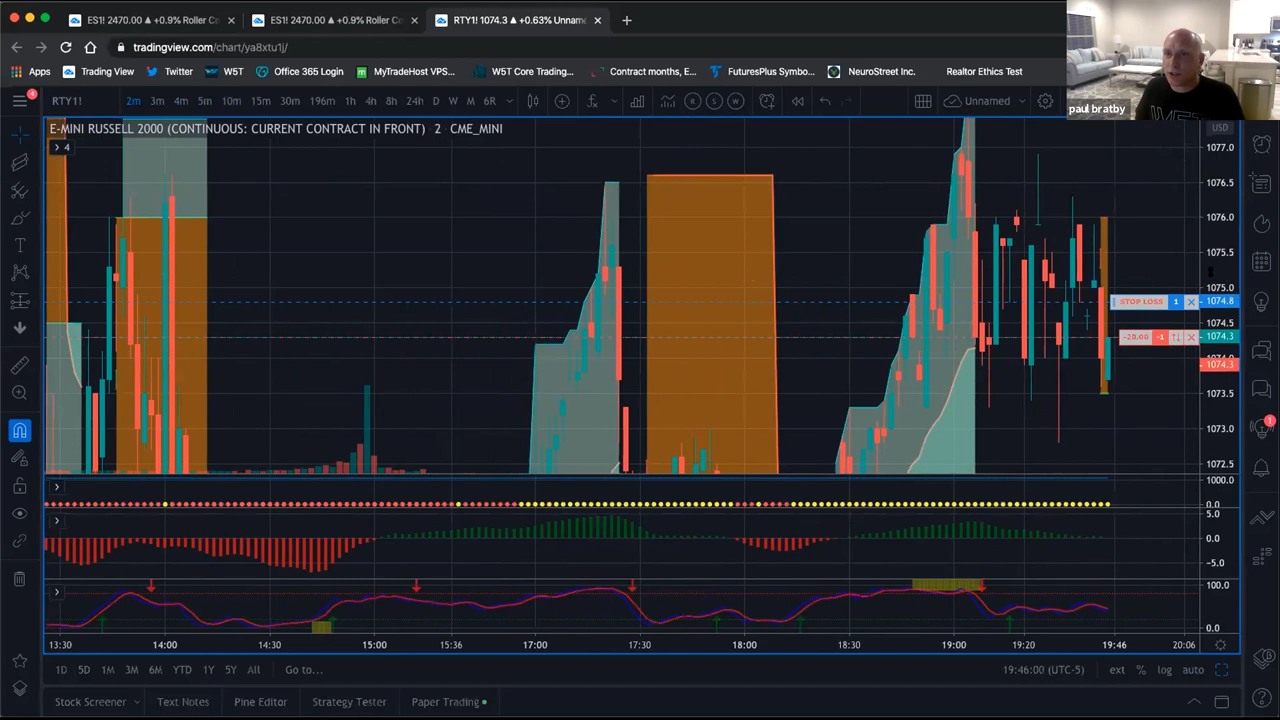 ES1! 2470.00 ▲ +0.9% Roller Co
ES1! 2470.00 ▲ +0.9% Roller Co
RTY1! 1074.3 ▲ +0.63% Unnam
tradingview.com/chart/ya8xtu1j/
Apps Trading View Twitter W5T Office 365 Login MyTradeHost VPS... W5T Core Trading... Contract months, E... FuturesPlus Symbo... NeuroStreet Inc. Realtor Ethics Test
paul bratby
4 RTY1! 2m 3m 4m 5m 10m 15m 30m 196m 1h 4h 8h 24h D W M 6R Unnamed
E-MINI RUSSELL 2000 (CONTINUOUS: CURRENT CONTRACT IN FRONT) 2 CME_MINI
USD
4
1077.0
1076.5
1076.0
1075.5
1075.0
STOP LOSS 1 1074.8
1074.5
-20.00 -1 1074.3
1074.3
1073.5
1073.0
1072.5
1000.0
0.0
5.0
0.0
-5.0
100.0
0.0
13:30 14:00 14:30 15:00 15:36 17:00 17:30 18:00 18:30 19:00 19:46 20:06
1D 5D 1M 3M 6M YTD 1Y 5Y All Go to... 19:46:00 (UTC-5) ext % log auto
Stock Screener Text Notes Pine Editor Strategy Tester Paper Trading
1